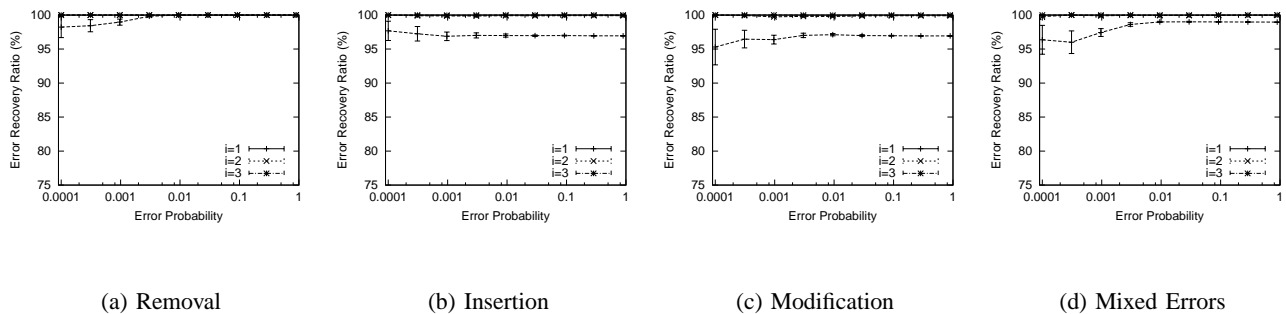 Error Recovery Ratio (%)
100
95
90
85
80
75
0.0001
0.001
0.01
0.1
1
Error Probability
i=1
i=2
i=3
(a) Removal
Error Recovery Ratio (%)
100
95
90
85
80
75
0.0001
0.001
0.01
0.1
1
Error Probability
i=1
i=2
i=3
(b) Insertion
Error Recovery Ratio (%)
100
95
90
85
80
75
0.0001
0.001
0.01
0.1
1
Error Probability
i=1
i=2
i=3
(c) Modification
Error Recovery Ratio (%)
100
95
90
85
80
75
0.0001
0.001
0.01
0.1
1
Error Probability
i=1
i=2
i=3
(d) Mixed Errors